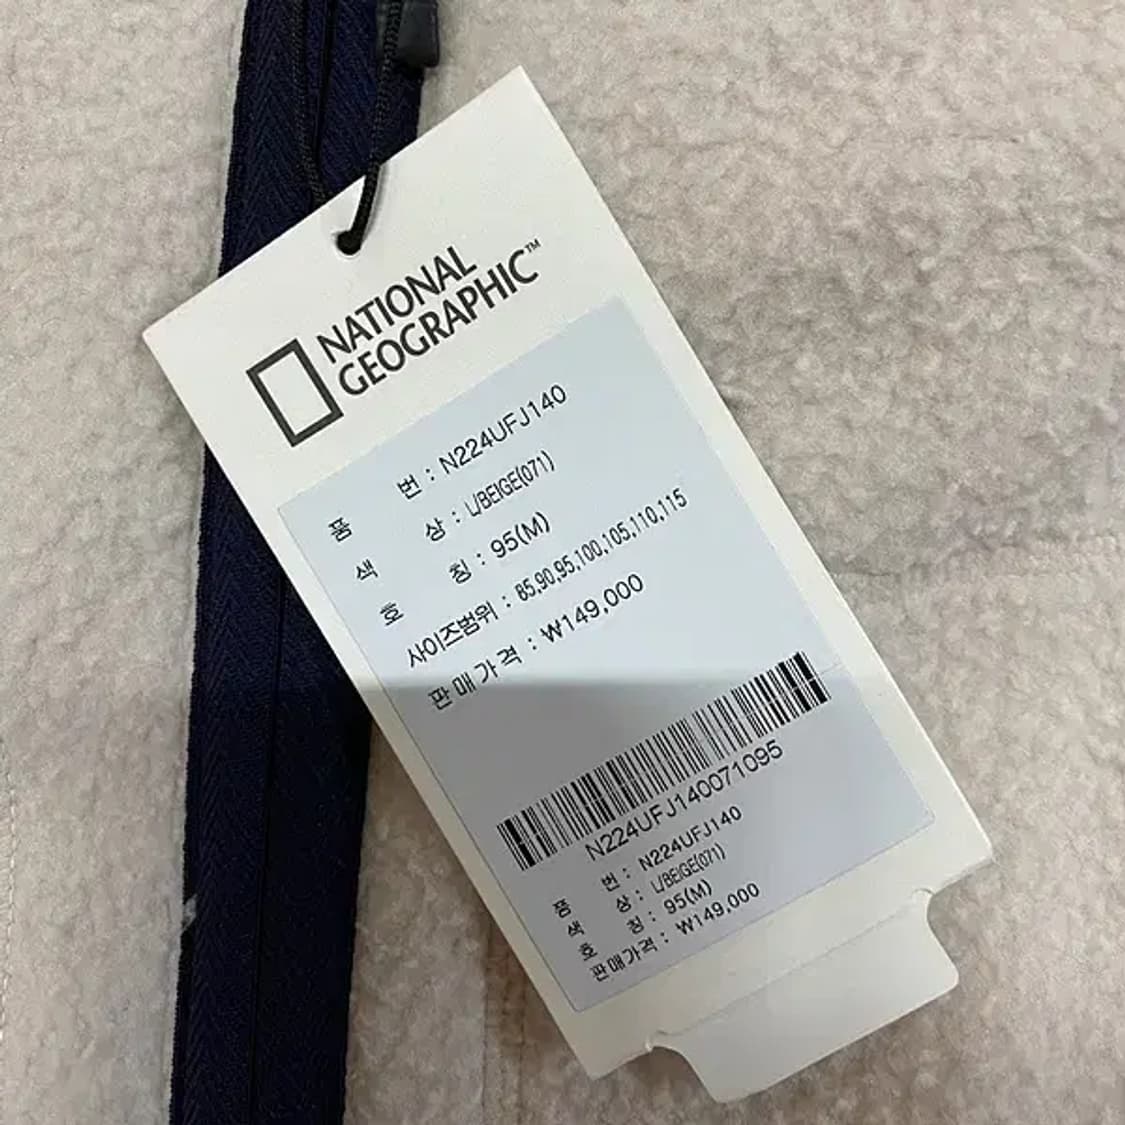 NATIONAL
GEOGRAPHIC™
품 번 : N224UFJ140
색 상 : L/BEIGE(071)
호 칭 : 95(M)
사이즈범위 : 85,90,95,100,105,110,115
판매가격 : ₩149,000
N224UFJ140071095
품 번 : N224UFJ140
색 상 : L/BEIGE(071)
호 칭 : 95(M)
판매가격 : ₩149,000